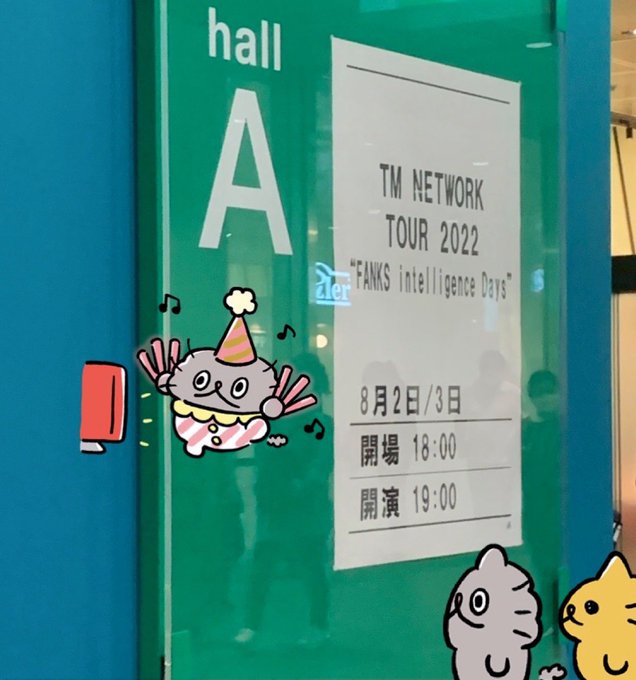 hall
A
TM NETWORK
TOUR 2022
"FANKS intelligence Days"
8月2日/3日
開場 18:00
開演 19:00